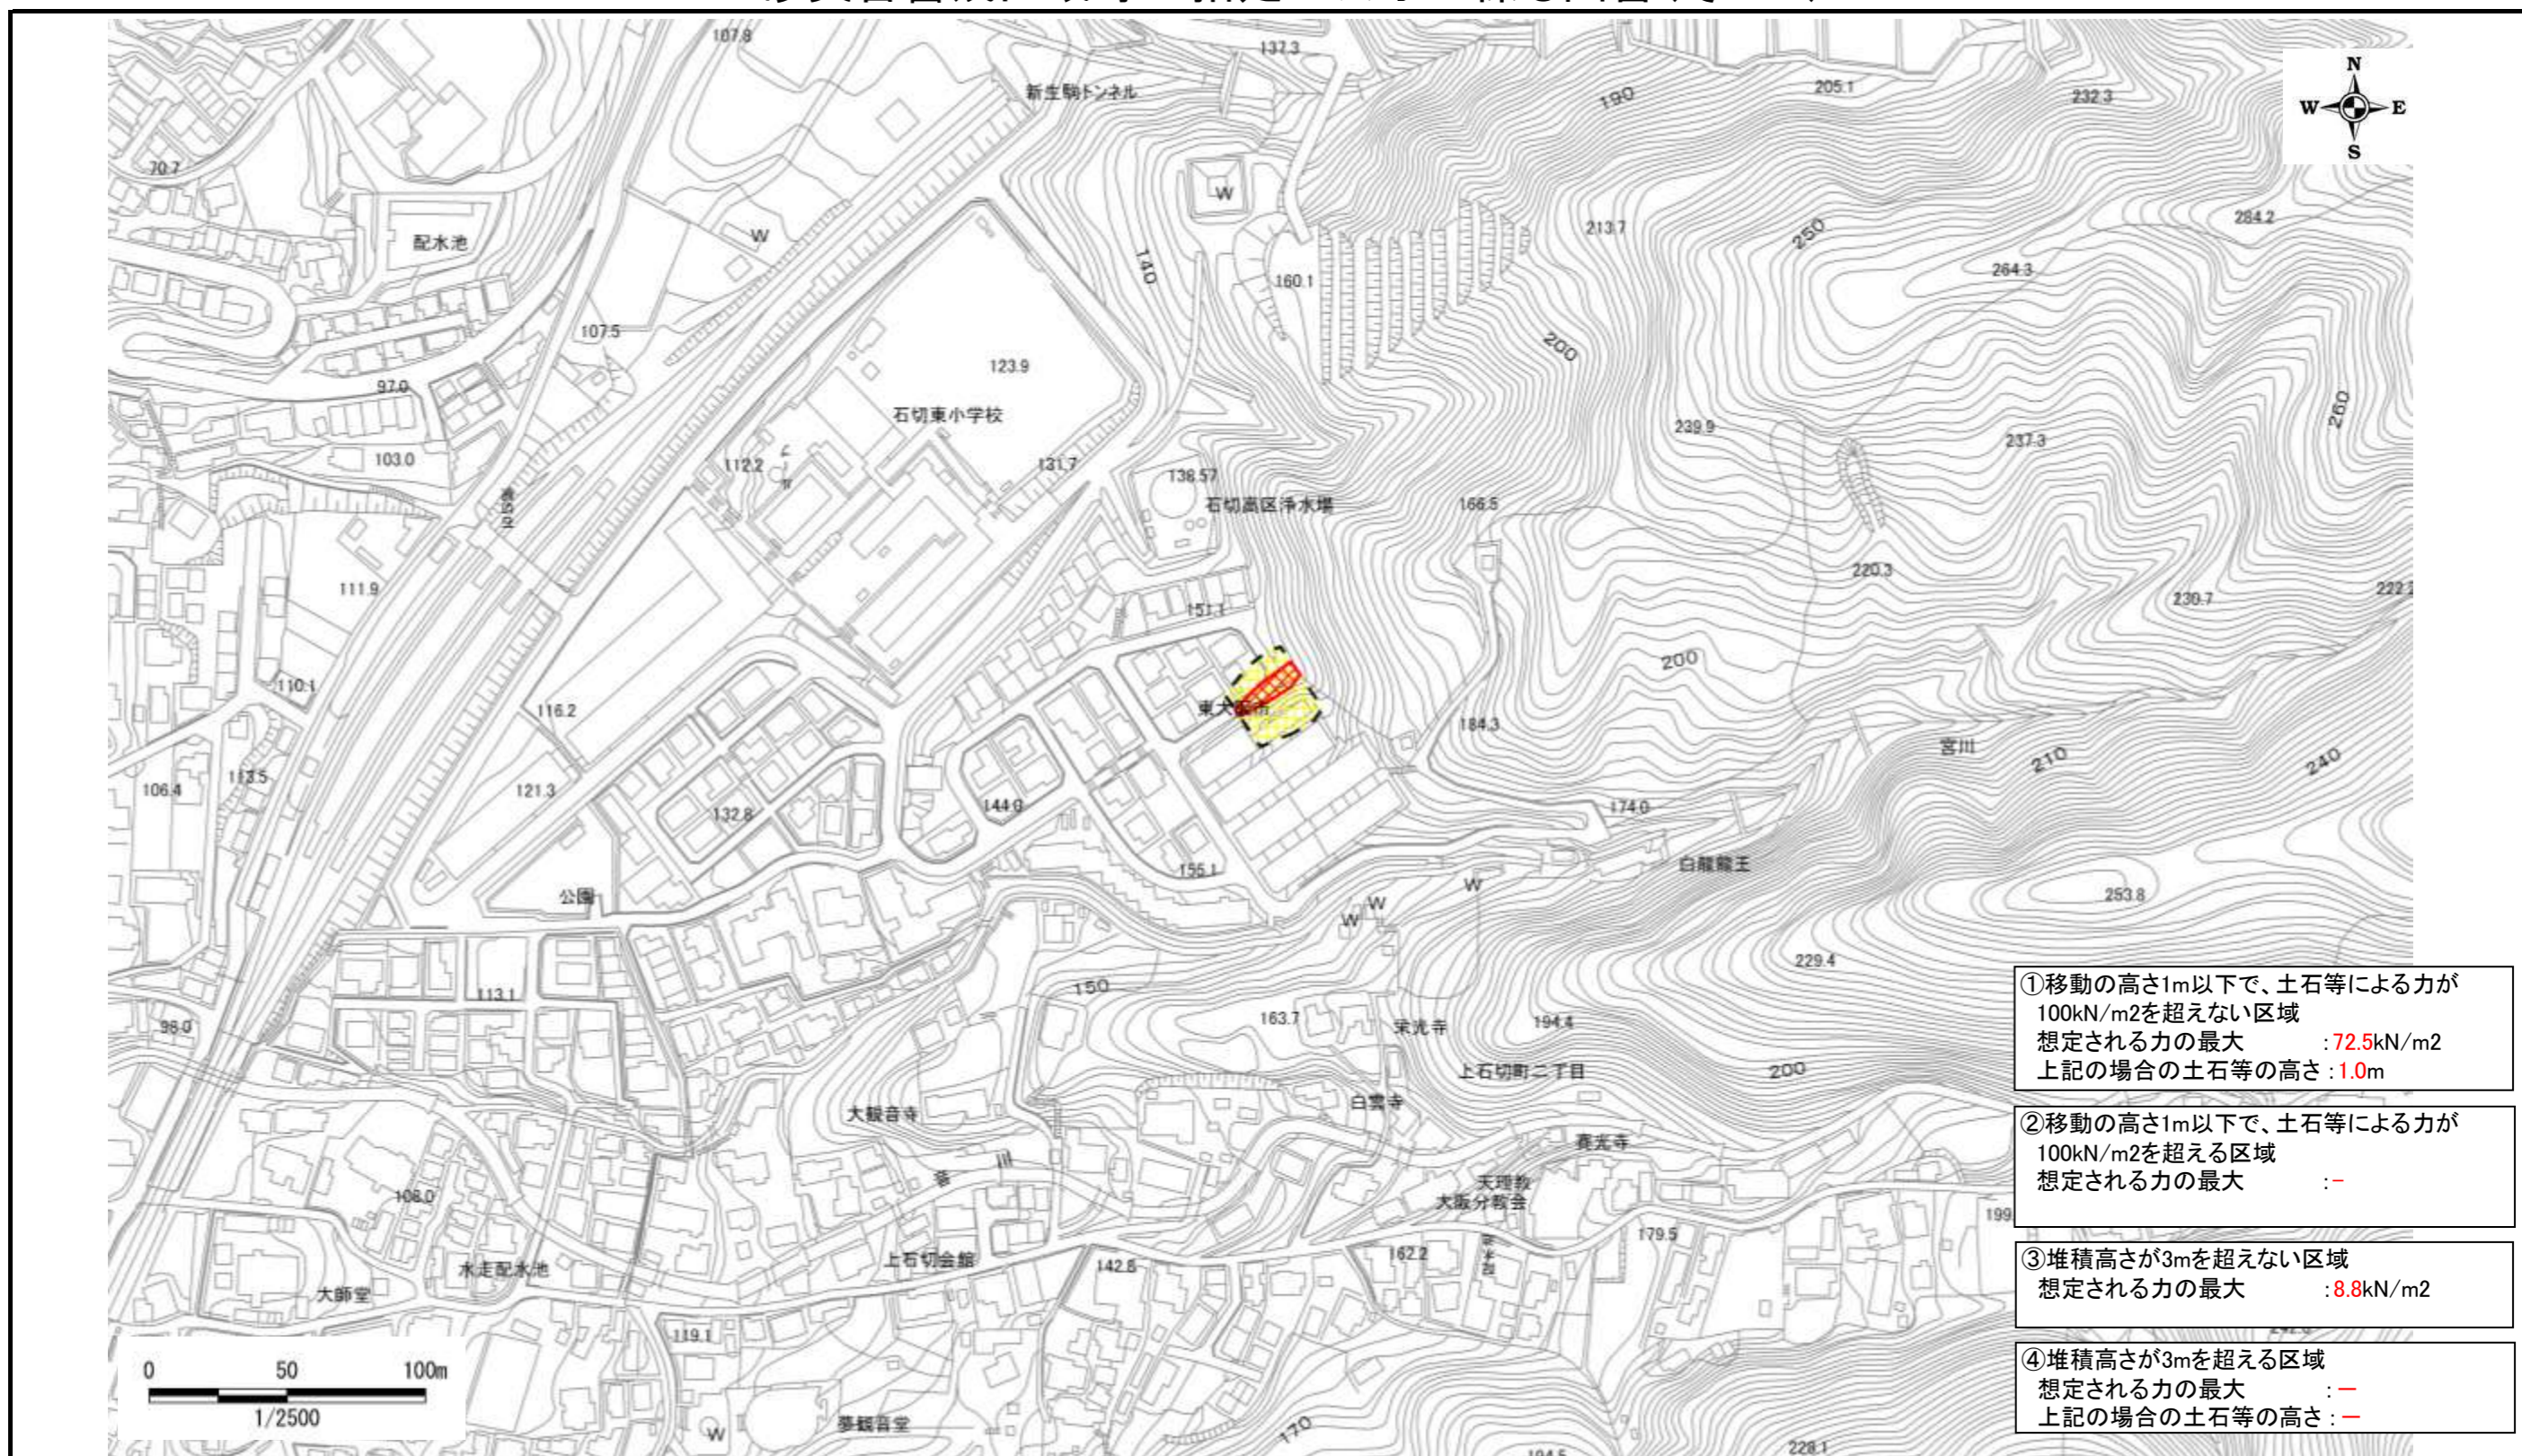 107.8
137.3
新生駒トンネル
190
205.1
232.3
N
W E
S
70.7
配水池
W
W
140
160.1
213.7
250
284.2
264.3
107.5
97.0
123.9
200
260
石切東小学校
103.0
112.2
プール
131.7
138.57
石切高区浄水場
166.5
239.9
237.3
111.9
151.1
220.3
230.7
110.1
116.2
東大
200
184.3
宮川
210
240
106.4
113.5
121.3
132.8
144.0
174.0
155.1
白龍龍王
公園
W
W
W
253.8
229.4
113.1
150
98.0
163.7
栄光寺
194.4
上石切町二丁目
200
大観音寺
白雲寺
108.0
天理教
大阪分教会
179.5
199.
水走配水池
上石切会館
142.8
162.2
大師堂
119.1
夢観音堂
W
170
228.1
①移動の高さ1m以下で、土石等による力が
100kN/m2を超えない区域
想定される力の最大 :72.5kN/m2
上記の場合の土石等の高さ:1.0m
②移動の高さ1m以下で、土石等による力が
100kN/m2を超える区域
想定される力の最大 :-
③堆積高さが3mを超えない区域
想定される力の最大 :8.8kN/m2
④堆積高さが3mを超える区域
想定される力の最大 :－
上記の場合の土石等の高さ:－
0 50 100m
1/2500